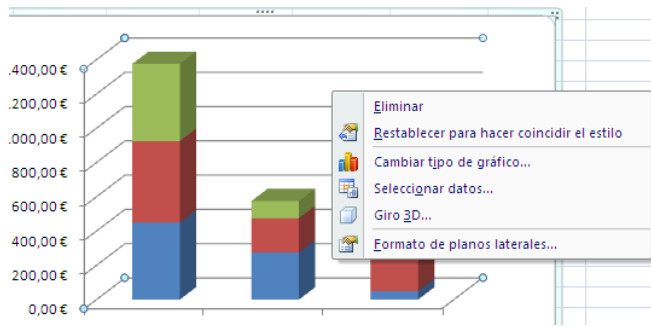 .400,00 €
.200,00 €
.000,00 €
800,00 €
600,00 €
400,00 €
200,00 €
0,00 €
Eliminar
Restablecer para hacer coincidir el estilo
Cambiar tipo de gráfico...
Seleccionar datos...
Giro 3D...
Formato de planos laterales...